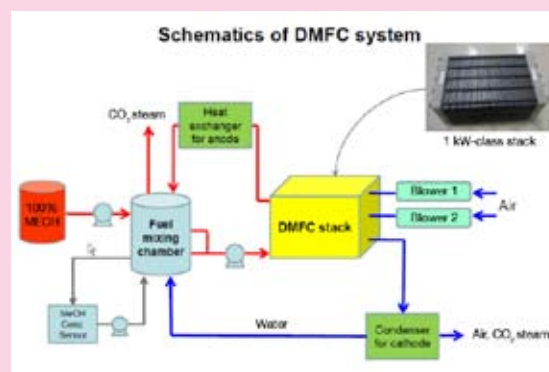 Schematics of DMFC system
CO₂ steam
Heat
exchanger
for anode
1 kW-class stack
100%
MEOH
Fuel
mixing
chamber
DMFC stack
Blower 1
Blower 2
Air
MeOH
Conc.
Sensor
Water
Condenser
for cathode
Air, CO₂ steam